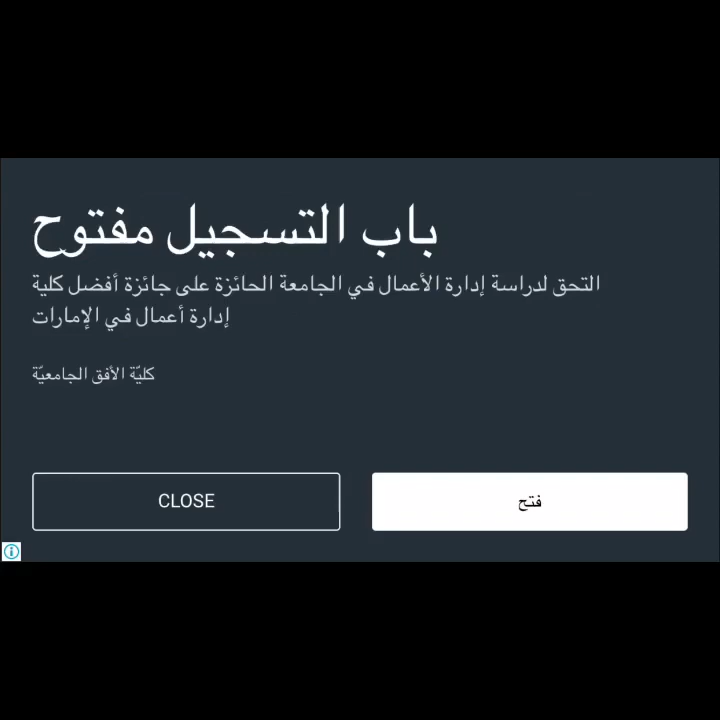 باب التسجيل مفتوح
التحق لدراسة إدارة الأعمال في الجامعة الحائزة على جائزة أفضل كلية
إدارة أعمال في الإمارات
كليّة الأفق الجامعيّة
CLOSE
فتح